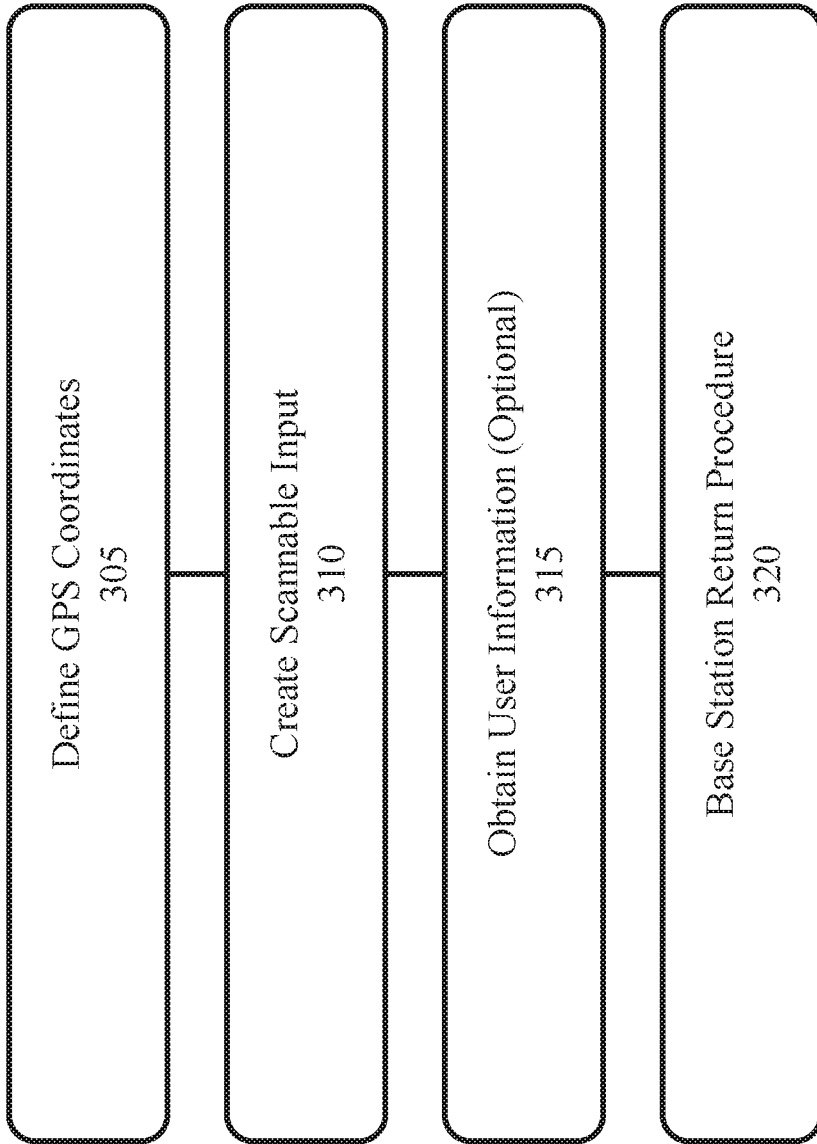 Define GPS Coordinates
305
Create Scannable Input
310
Obtain User Information (Optional)
315
Base Station Return Procedure
320